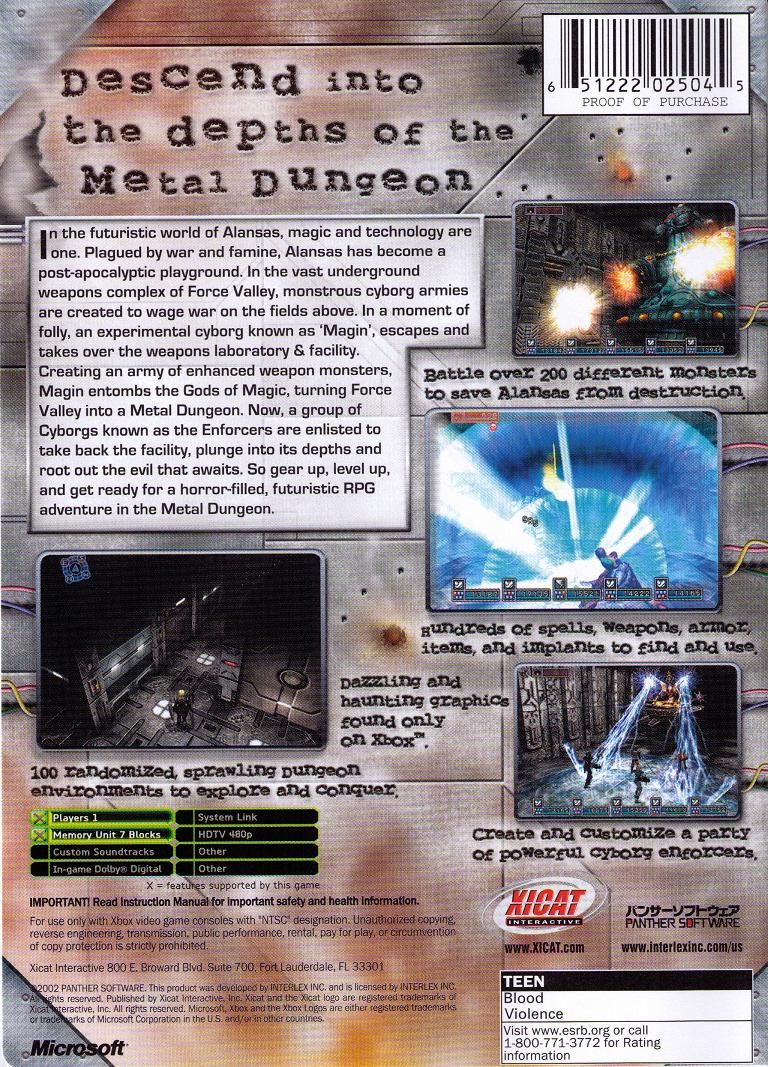 Descend into
the depths of the
Metal Dungeon
6 51222 02504 5
PROOF OF PURCHASE
In the futuristic world of Alansas, magic and technology are
one. Plagued by war and famine, Alansas has become a
post-apocalyptic playground. In the vast underground
weapons complex of Force Valley, monstrous cyborg armies
are created to wage war on the fields above. In a moment of
folly, an experimental cyborg known as ‘Magin’, escapes and
takes over the weapons laboratory & facility.
Creating an army of enhanced weapon monsters,
Magin entombs the Gods of Magic, turning Force
Valley into a Metal Dungeon. Now, a group of
Cyborgs known as the Enforcers are enlisted to
take back the facility, plunge into its depths and
root out the evil that awaits. So gear up, level up,
and get ready for a horror-filled, futuristic RPG
adventure in the Metal Dungeon.
Battle over 200 different monsters
to save Alansas from destruction.
Hundreds of spells, weapons, armor,
items, and implants to find and use.
Dazzling and
haunting graphics
found only
on Xbox™.
100 randomized, sprawling dungeon
environments to explore and conquer.
Create and customize a party
of powerful cyborg enforcers.
Players 1
System Link
Memory Unit 7 Blocks
HDTV 480p
Custom Soundtracks
Other
In-game Dolby® Digital
Other
X = features supported by this game
IMPORTANT! Read Instruction Manual for important safety and health information.
For use only with Xbox video game consoles with "NTSC" designation. Unauthorized copying,
reverse engineering, transmission, public performance, rental, pay for play, or circumvention
of copy protection is strictly prohibited.
Xicat Interactive 800 E. Broward Blvd. Suite 700. Fort Lauderdale, FL 33301
©2002 PANTHER SOFTWARE. This product was developed by INTERLEX INC. and is licensed by INTERLEX INC.
All rights reserved. Published by Xicat Interactive, Inc. Xicat and the Xicat logo are registered trademarks of
Xicat Interactive, Inc. All rights reserved. Microsoft, Xbox and the Xbox Logos are either registered trademarks
or trademarks of Microsoft Corporation in the U.S. and/or in other countries.
Microsoft
XICAT
INTERACTIVE
www.XICAT.com
パンサーソフトウェア
PANTHER SOFTWARE
www.interlexinc.com/us
TEEN
Blood
Violence
Visit www.esrb.org or call
1-800-771-3772 for Rating
information